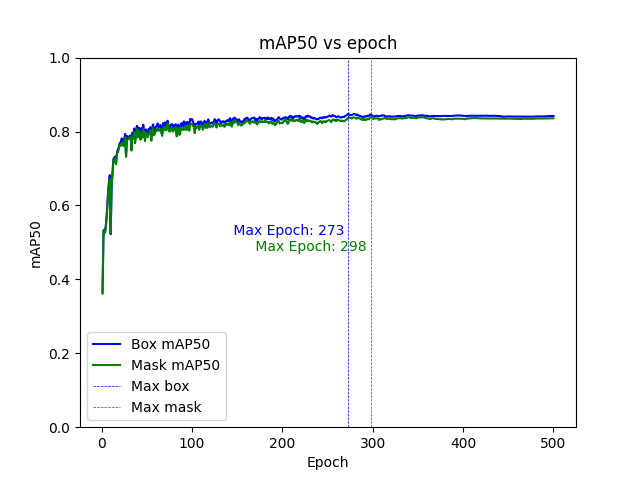 mAP50 vs epoch
1.0
0.8
0.6
0.4
0.2
0.0
mAP50
Max Epoch: 273
Max Epoch: 298
Box mAP50
Mask mAP50
Max box
Max mask
0 100 200 300 400 500
Epoch